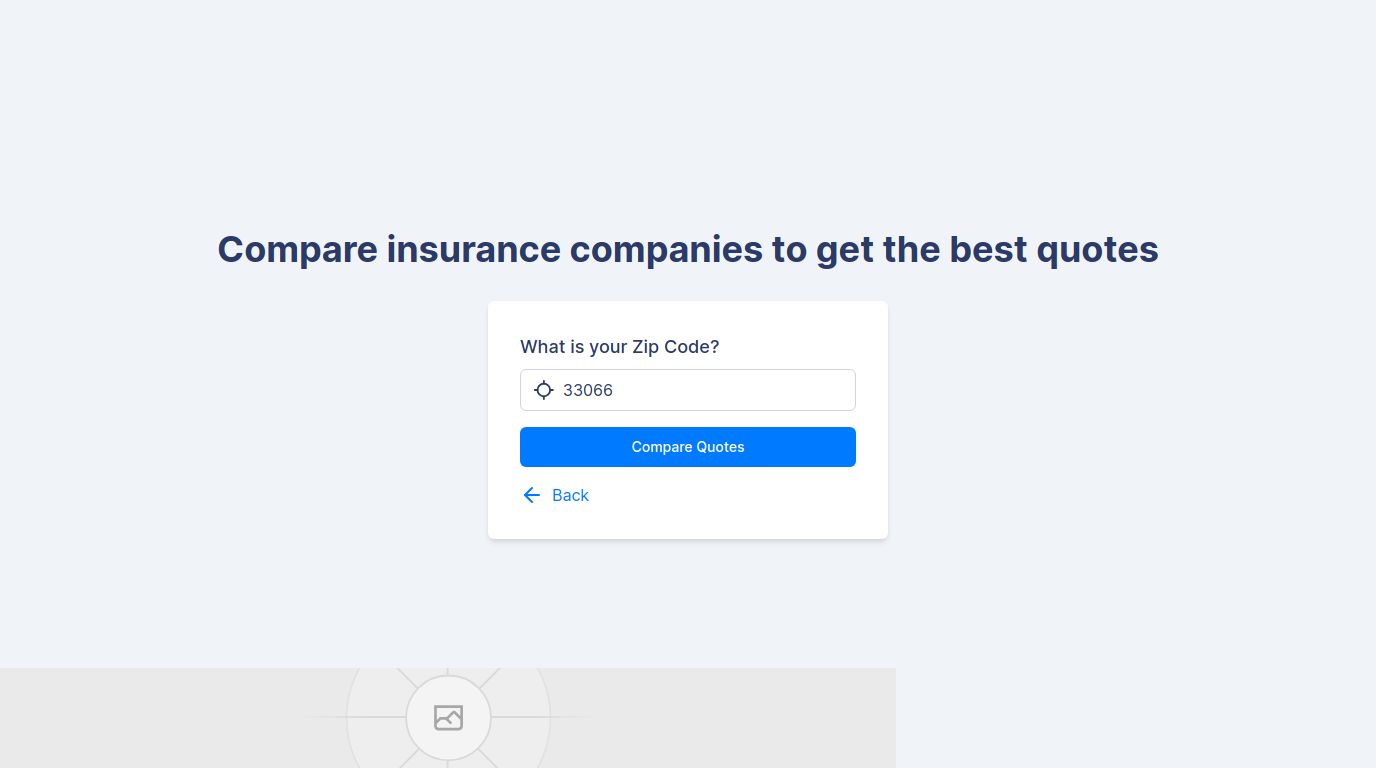 Compare insurance companies to get the best quotes
What is your Zip Code?
33066
Compare Quotes
Back